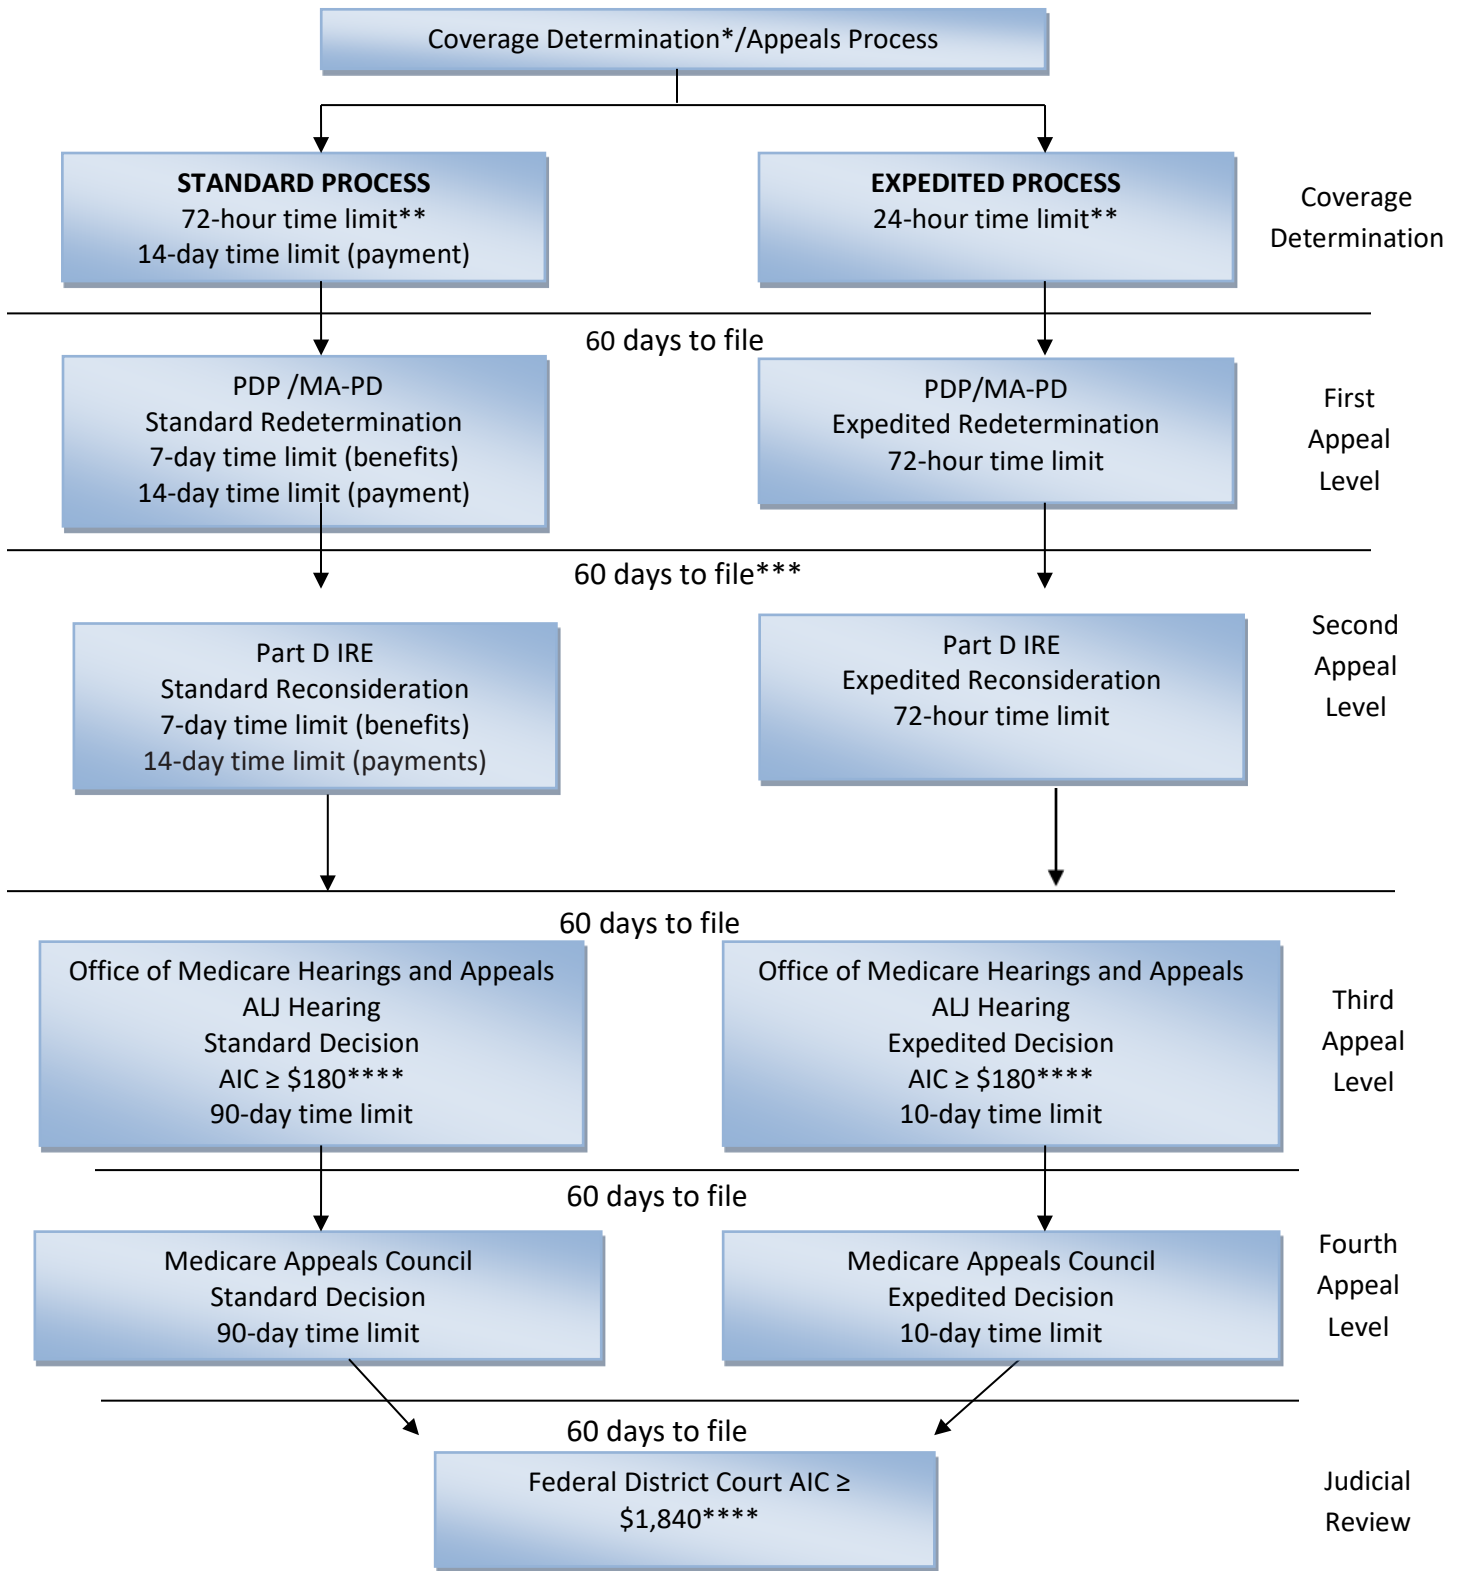 Coverage Determination*/Appeals Process
STANDARD PROCESS
72-hour time limit**
14-day time limit (payment)
EXPEDITED PROCESS
24-hour time limit**
Coverage
Determination
60 days to file
PDP /MA-PD
Standard Redetermination
7-day time limit (benefits)
14-day time limit (payment)
PDP/MA-PD
Expedited Redetermination
72-hour time limit
First
Appeal
Level
60 days to file***
Part D IRE
Standard Reconsideration
7-day time limit (benefits)
14-day time limit (payments)
Part D IRE
Expedited Reconsideration
72-hour time limit
Second
Appeal
Level
60 days to file
Office of Medicare Hearings and Appeals
ALJ Hearing
Standard Decision
AIC ≥ $180****
90-day time limit
Office of Medicare Hearings and Appeals
ALJ Hearing
Expedited Decision
AIC ≥ $180****
10-day time limit
Third
Appeal
Level
60 days to file
Medicare Appeals Council
Standard Decision
90-day time limit
Medicare Appeals Council
Expedited Decision
10-day time limit
Fourth
Appeal
Level
60 days to file
Federal District Court AIC ≥
$1,840****
Judicial
Review